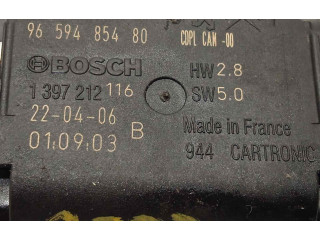 96 594 854 80 COPL CAN -00
BOSCH HW 2.8
1 397 212 116 SW 5.0
22-04-06 B Made in France
01:09:03 944 CARTRONIC